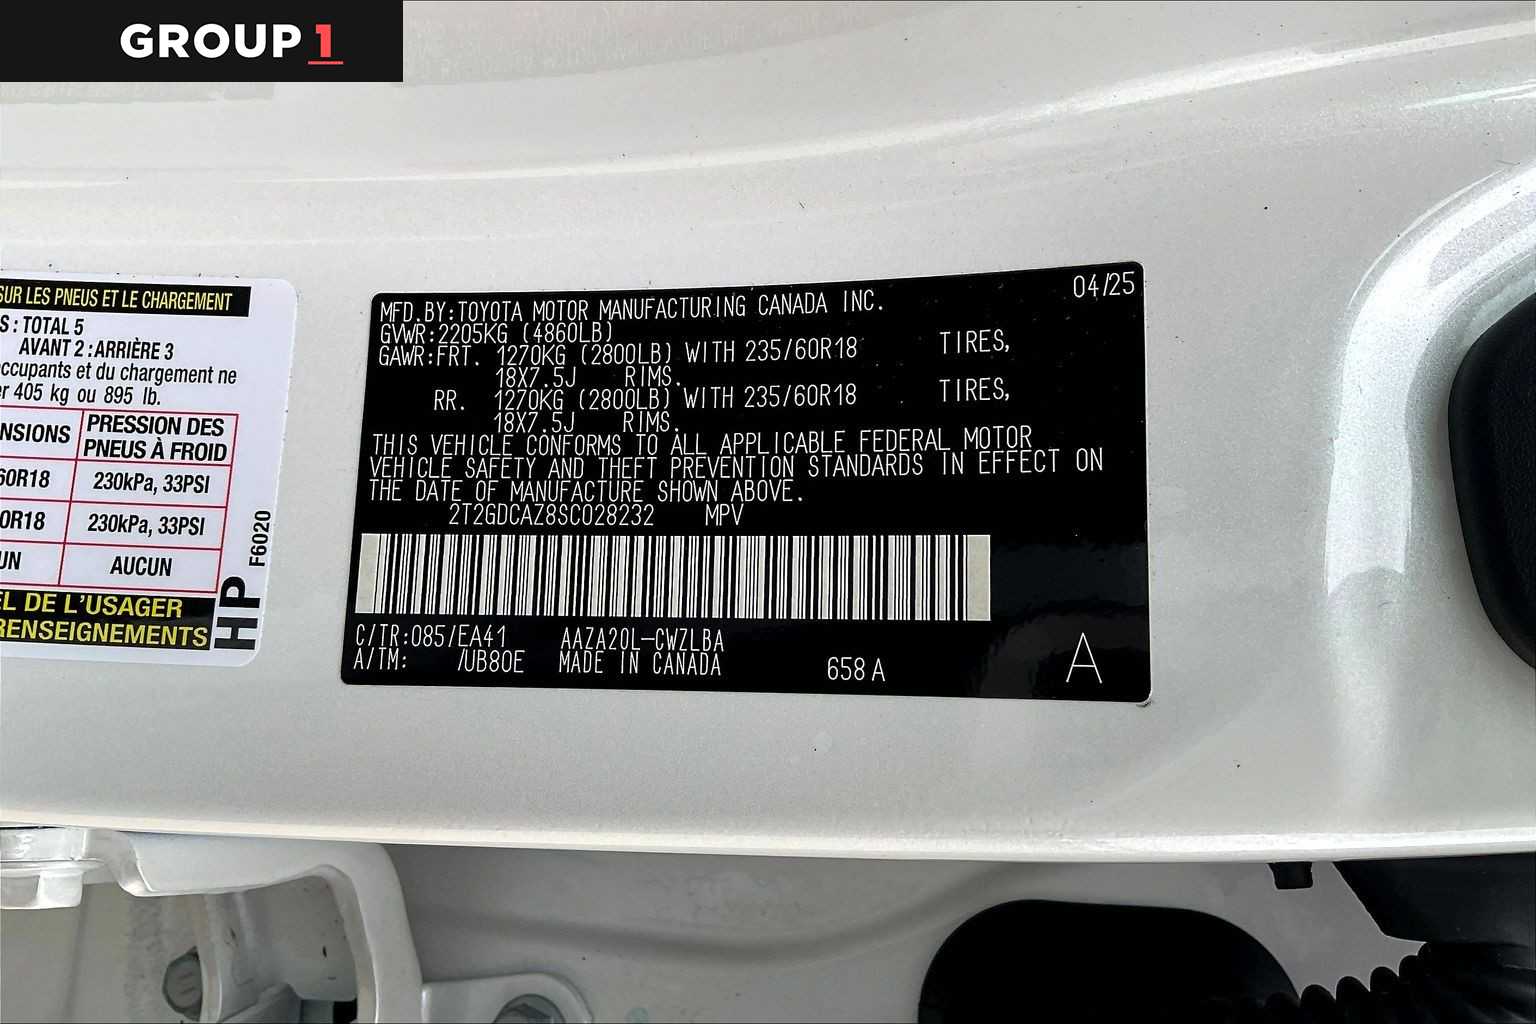 GROUP 1
SUR LES PNEUS ET LE CHARGEMENT
S : TOTAL 5
AVANT 2 : ARRIÈRE 3
occupants et du chargement ne
er 405 kg ou 895 lb.
NSIONS PRESSION DES PNEUS À FROID
60R18 230kPa, 33PSI
0R18 230kPa, 33PSI
UN AUCUN
EL DE L'USAGER
RENSEIGNEMENTS
HP F6020
04/25
MFD.BY:TOYOTA MOTOR MANUFACTURING CANADA INC.
GVWR:2205KG (4860LB)
GAWR:FRT. 1270KG (2800LB) WITH 235/60R18 TIRES,
18X7.5J RIMS.
RR. 1270KG (2800LB) WITH 235/60R18 TIRES,
18X7.5J RIMS.
THIS VEHICLE CONFORMS TO ALL APPLICABLE FEDERAL MOTOR
VEHICLE SAFETY AND THEFT PREVENTION STANDARDS IN EFFECT ON
THE DATE OF MANUFACTURE SHOWN ABOVE.
2T2GDCAZ8SC028232 MPV
C/TR:085/EA41 AAZA20L-CWZLBA
A/TM: /UB80E MADE IN CANADA 658 A A